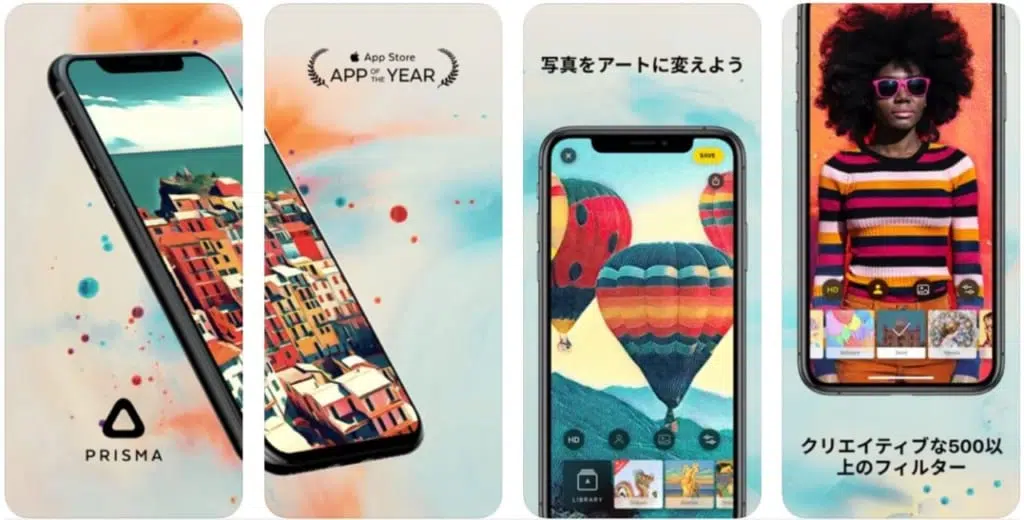 PRISMA
App Store
APP OF THE YEAR
写真をアートに変えよう
SAVE
HD
LIBRARY
HD
クリエイティブな500以
上のフィルター